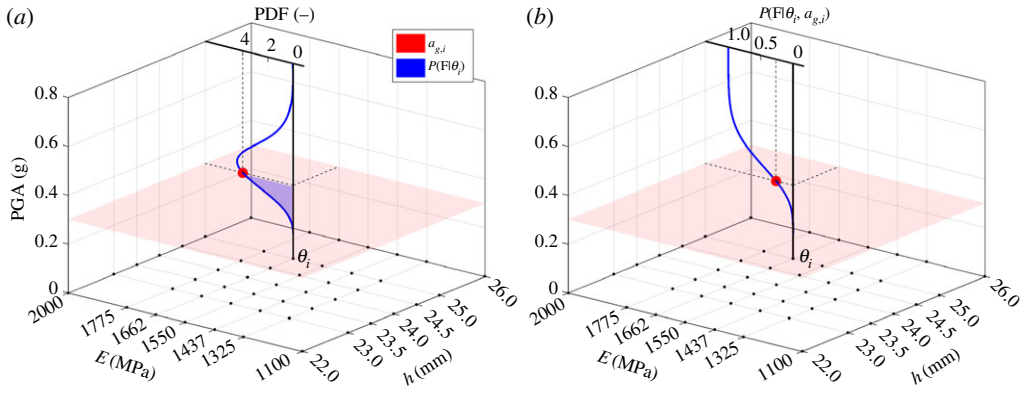 (a)
PDF (–)
4 2 0
a_{g,i}
P(F|θ_i)
0.8
0.6
0.4
0.2
0
PGA (g)
θ_i
2000
1775
1662
1550
1437
1325
1100
E (MPa)
22.0
23.0
23.5
24.0
24.5
25.0
26.0
h (mm)
(b)
P(F|θ_i, a_{g,i})
1.0 0.5 0
0.8
0.6
0.4
0.2
0
θ_i
2000
1775
1662
1550
1437
1325
1100
E (MPa)
22.0
23.0
23.5
24.0
24.5
25.0
26.0
h (mm)